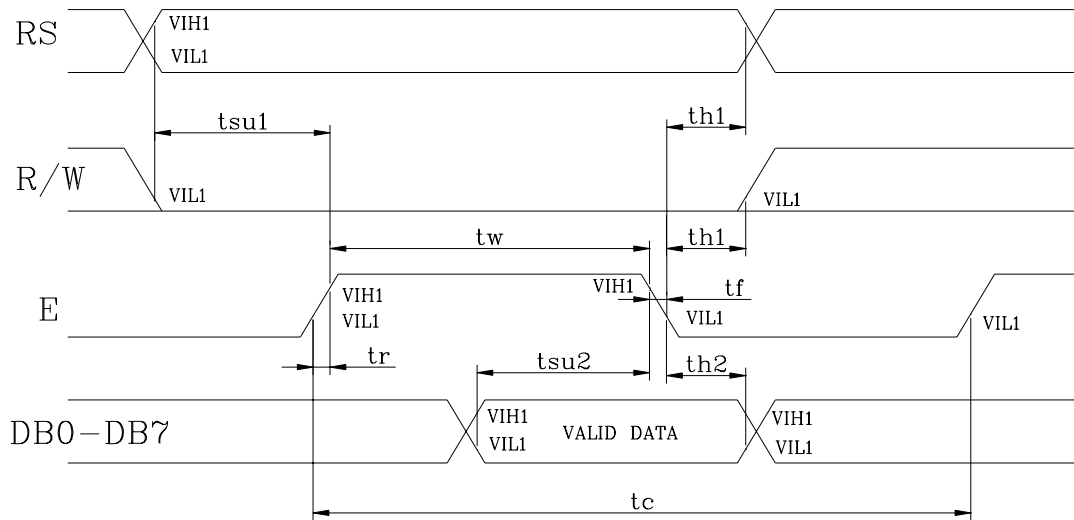 RS
VIH1
VIL1
tsu1
th1
R/W
VIL1
VIL1
tw
th1
E
VIH1
VIL1
VIH1
tf
VIL1
VIL1
tr
tsu2
th2
DB0-DB7
VIH1
VIL1
VALID DATA
VIH1
VIL1
tc